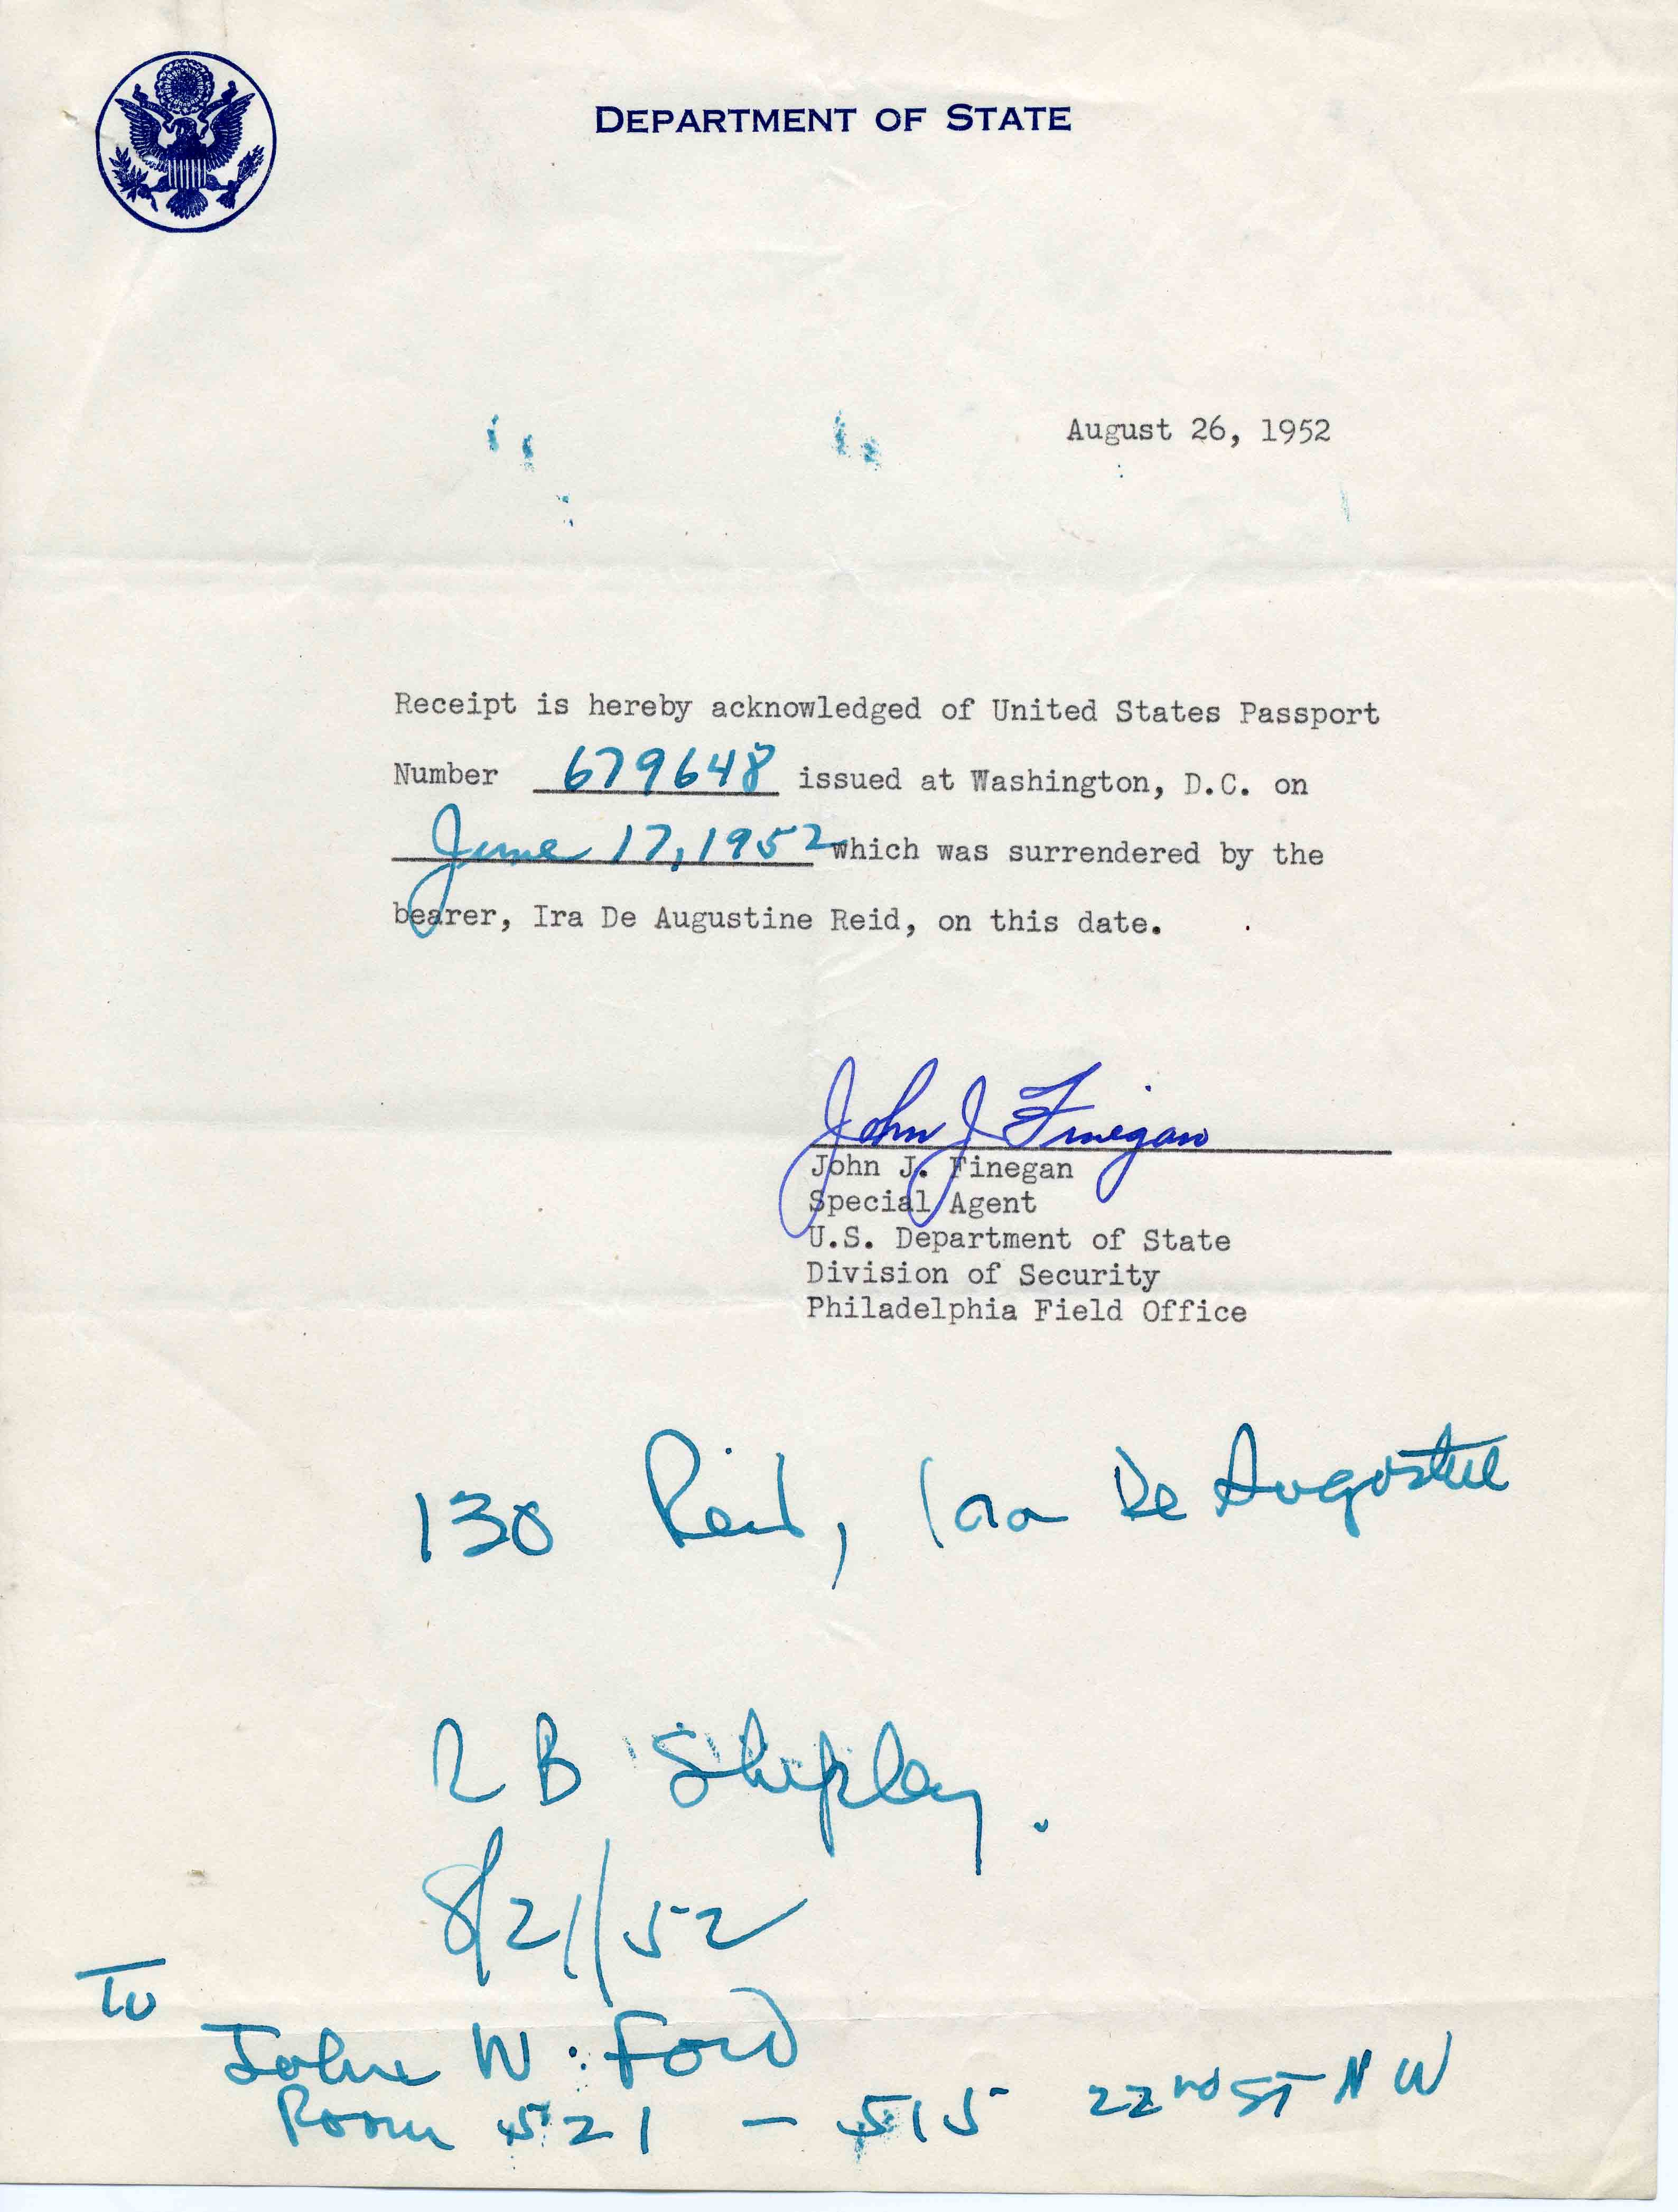 DEPARTMENT OF STATE
August 26, 1952
Receipt is hereby acknowledged of United States Passport
Number 679648 issued at Washington, D.C. on
June 17, 1952 which was surrendered by the
bearer, Ira De Augustine Reid, on this date.
John J Finegan
John J. Finegan
Special Agent
U.S. Department of State
Division of Security
Philadelphia Field Office
130 Reid, Ira De Augustine
R B Shipley.
8/21/52
To
John W. Ford
Room 521 - 515 22nd ST N W